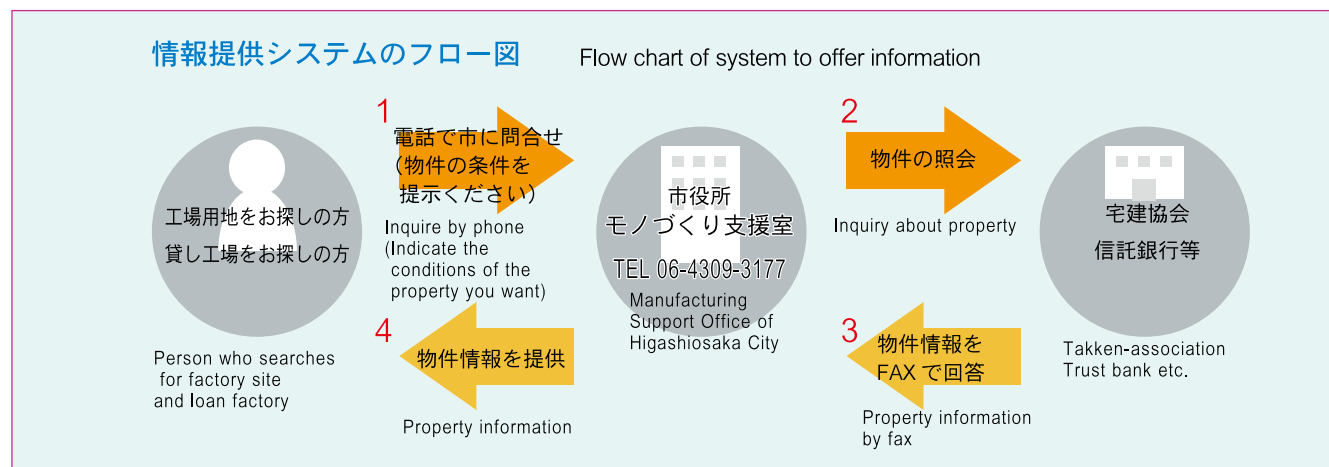 情報提供システムのフロー図
Flow chart of system to offer information
工場用地をお探しの方
貸し工場をお探しの方
Person who searches
for factory site
and loan factory
1
電話で市に問合せ
（物件の条件を
提示ください）
Inquire by phone
(Indicate the
conditions of the
property you want)
市役所
モノづくり支援室
TEL 06-4309-3177
Manufacturing
Support Office of
Higashiosaka City
2
物件の照会
Inquiry about property
宅建協会
信託銀行等
Takken-association
Trust bank etc.
3
物件情報を
FAXで回答
Property information
by fax
4
物件情報を提供
Property information